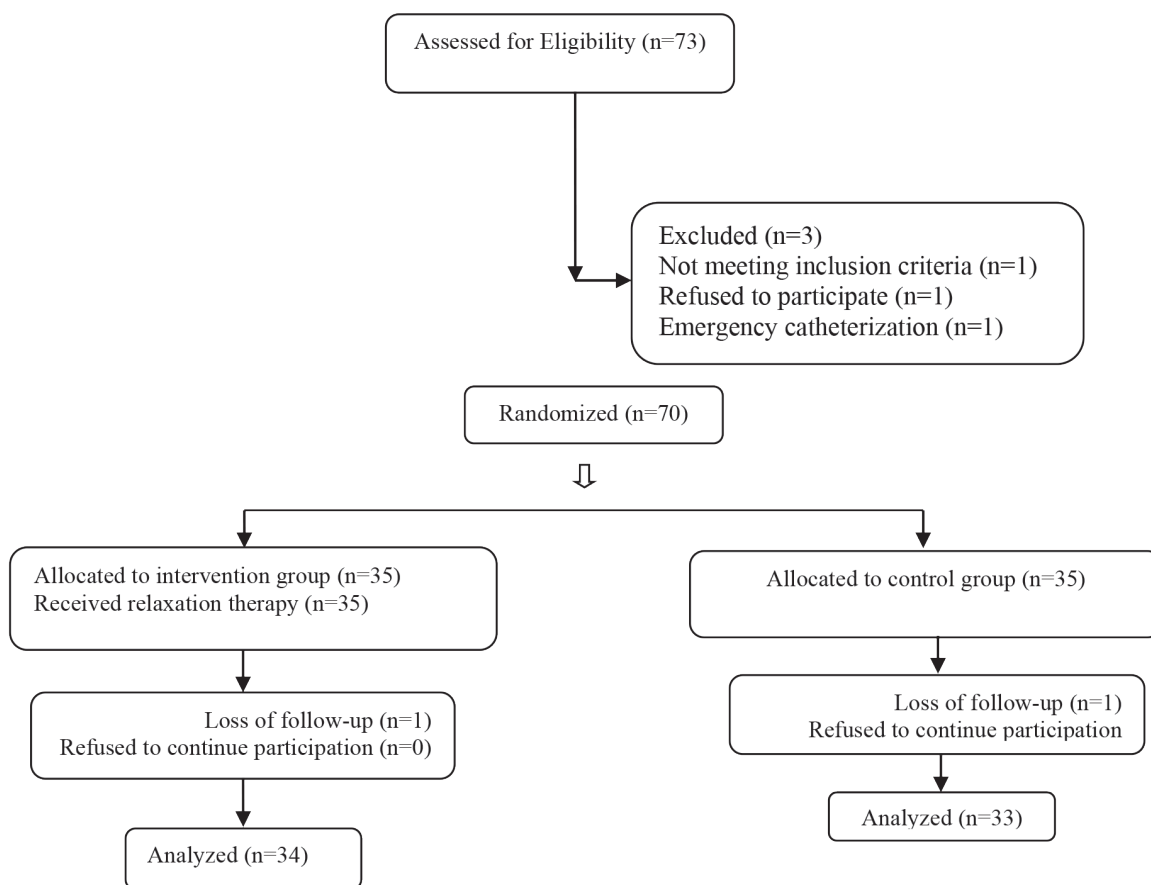 Assessed for Eligibility (n=73)
Excluded (n=3)
Not meeting inclusion criteria (n=1)
Refused to participate (n=1)
Emergency catheterization (n=1)
Randomized (n=70)
Allocated to intervention group (n=35)
Received relaxation therapy (n=35)
Allocated to control group (n=35)
Loss of follow-up (n=1)
Refused to continue participation (n=0)
Loss of follow-up (n=1)
Refused to continue participation
Analyzed (n=34)
Analyzed (n=33)